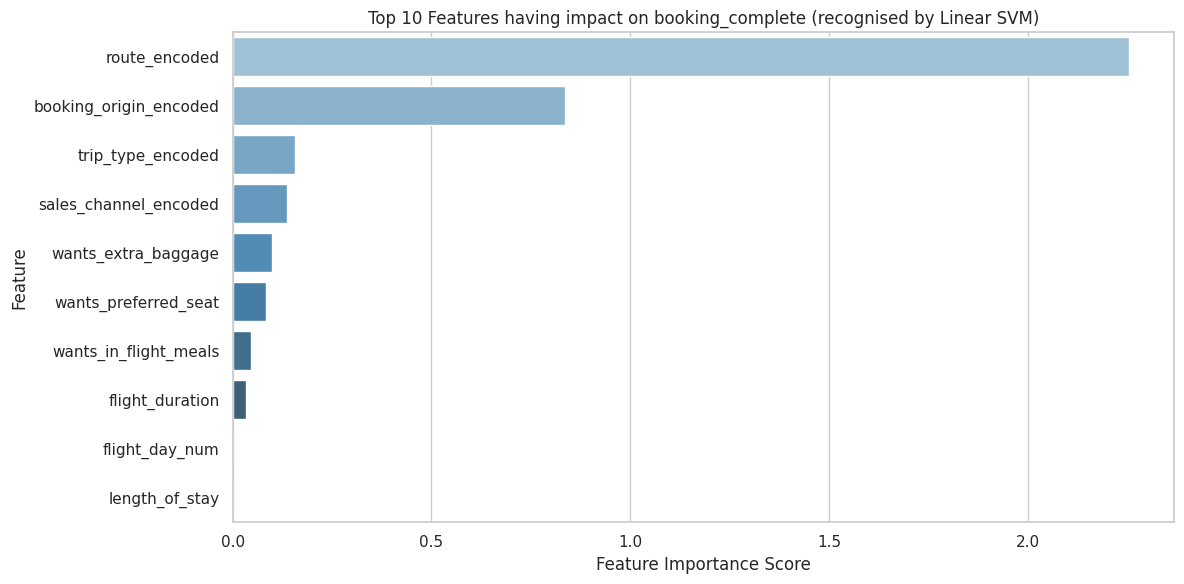 Top 10 Features having impact on booking_complete (recognised by Linear SVM)
route_encoded
booking_origin_encoded
trip_type_encoded
sales_channel_encoded
wants_extra_baggage
wants_preferred_seat
wants_in_flight_meals
flight_duration
flight_day_num
length_of_stay
Feature
0.0 0.5 1.0 1.5 2.0
Feature Importance Score